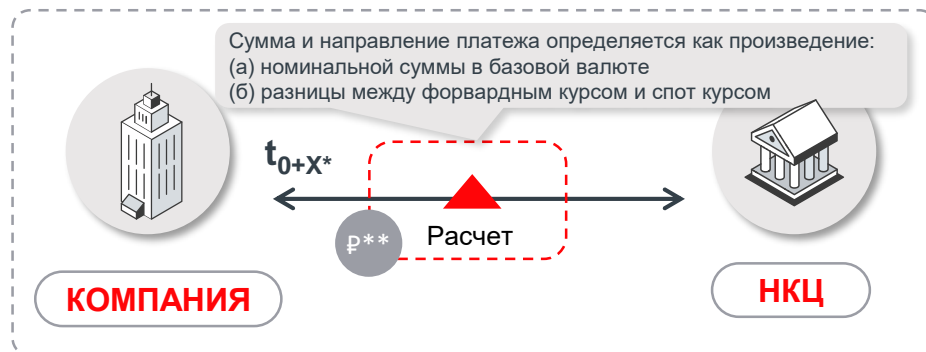 Сумма и направление платежа определяется как произведение:
(а) номинальной суммы в базовой валюте
(б) разницы между форвардным курсом и спот курсом
t0+X*
₽**
Расчет
КОМПАНИЯ
НКЦ